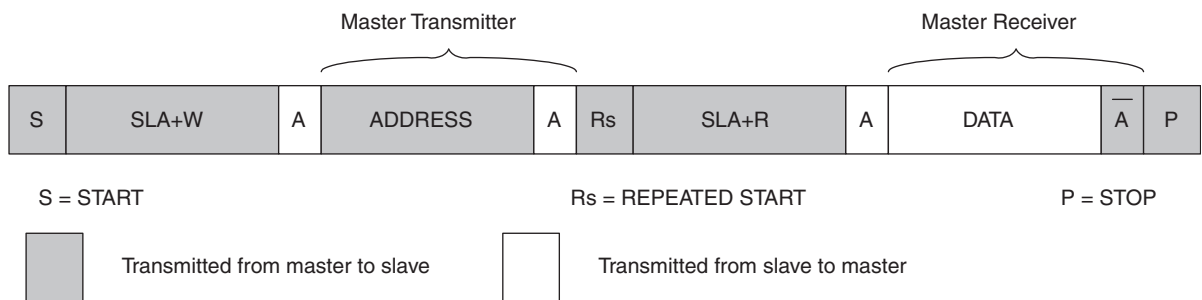 Master Transmitter Master Receiver
S SLA+W A ADDRESS A Rs SLA+R A DATA A̅ P
S = START Rs = REPEATED START P = STOP
Transmitted from master to slave Transmitted from slave to master